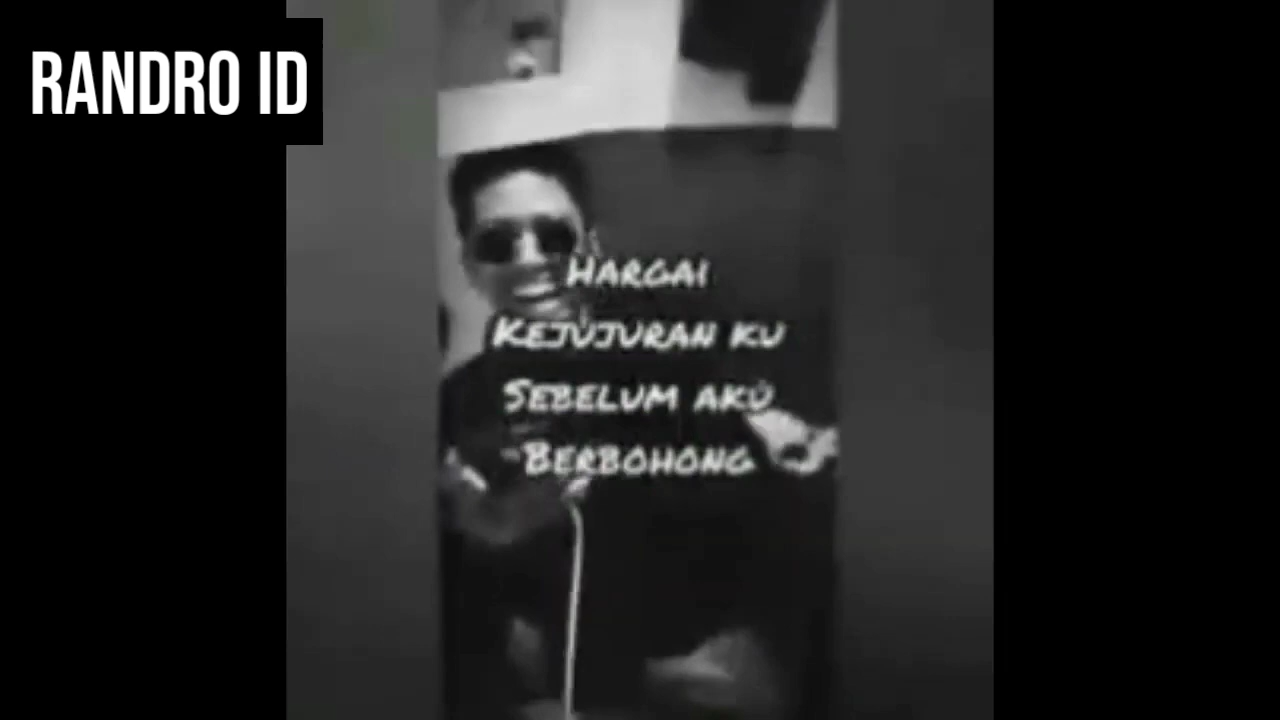 RANDRO ID
HARGAI
KEJUJURAN KU
SEBELUM AKU
BERBOHONG